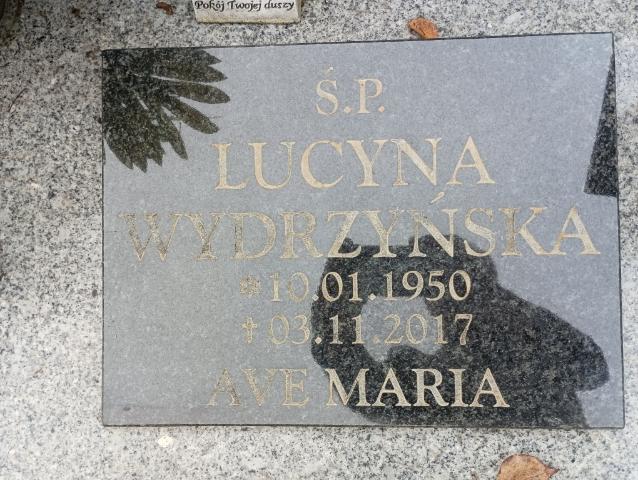 Pokój Twojej duszy
Ś.P.
LUCYNA
WYDRZYŃSKA
*10.01.1950
✝03.11.2017
AVE MARIA